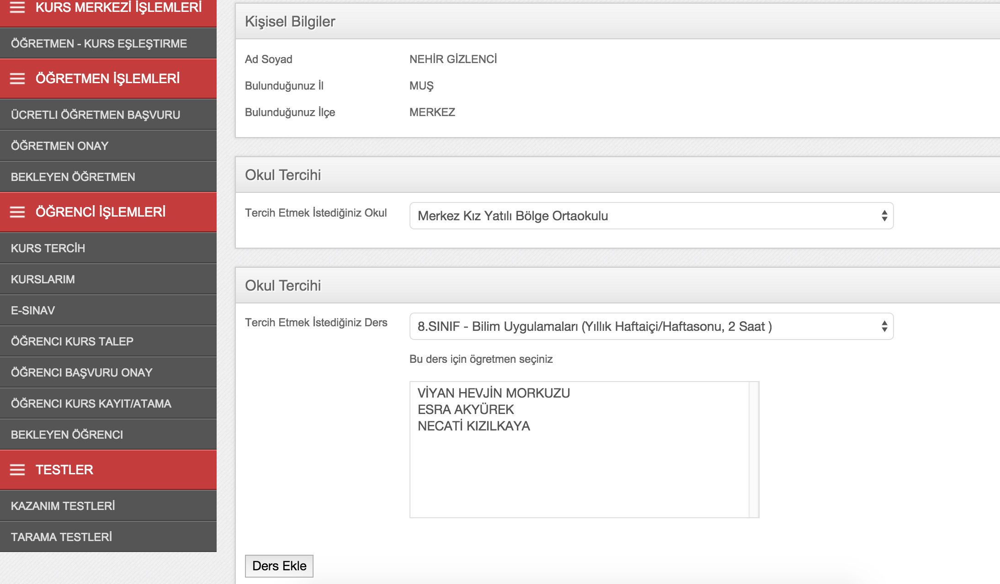 KURS MERKEZİ İŞLEMLERİ
ÖĞRETMEN - KURS EŞLEŞTIRME
ÖĞRETMEN İŞLEMLERİ
ÜCRETLI ÖĞRETMEN BAŞVURU
ÖĞRETMEN ONAY
BEKLEYEN ÖĞRETMEN
ÖĞRENCİ İŞLEMLERİ
KURS TERCİH
KURSLARIM
E-SINAV
ÖĞRENCI KURS TALEP
ÖĞRENCI BAŞVURU ONAY
ÖĞRENCI KURS KAYIT/ATAMA
BEKLEYEN ÖĞRENCI
TESTLER
KAZANIM TESTLERİ
TARAMA TESTLERİ
Kişisel Bilgiler
Ad Soyad NEHİR GİZLENCİ
Bulunduğunuz İl MUŞ
Bulunduğunuz İlçe MERKEZ
Okul Tercihi
Tercih Etmek İstediğiniz Okul Merkez Kız Yatılı Bölge Ortaokulu
Okul Tercihi
Tercih Etmek İstediğiniz Ders 8.SINIF - Bilim Uygulamaları (Yıllık Haftaiçi/Haftasonu, 2 Saat )
Bu ders için ögretmen seçiniz
VİYAN HEVJİN MORKUZU
ESRA AKYÜREK
NECATİ KIZILKAYA
Ders Ekle